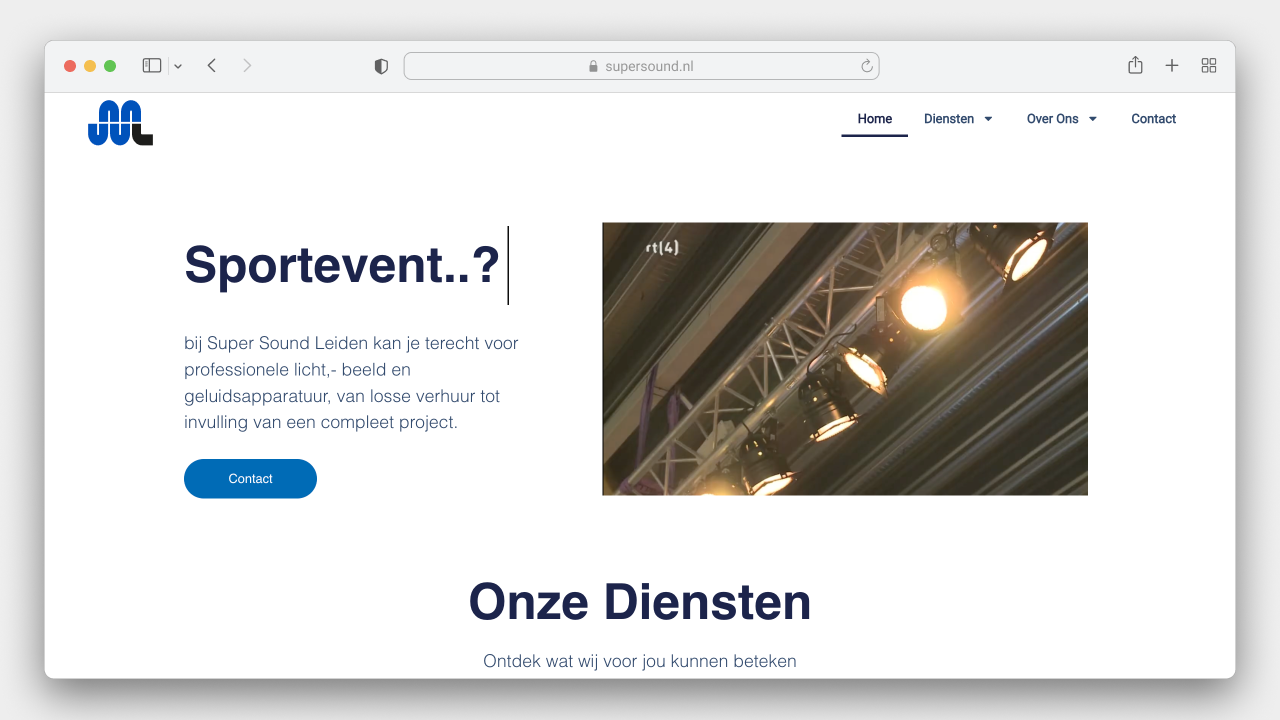 supersound.nl
Home Diensten Over Ons Contact
Sportevent..?
rtl4
bij Super Sound Leiden kan je terecht voor
professionele licht,- beeld en
geluidsapparatuur, van losse verhuur tot
invulling van een compleet project.
Contact
Onze Diensten
Ontdek wat wij voor jou kunnen beteken